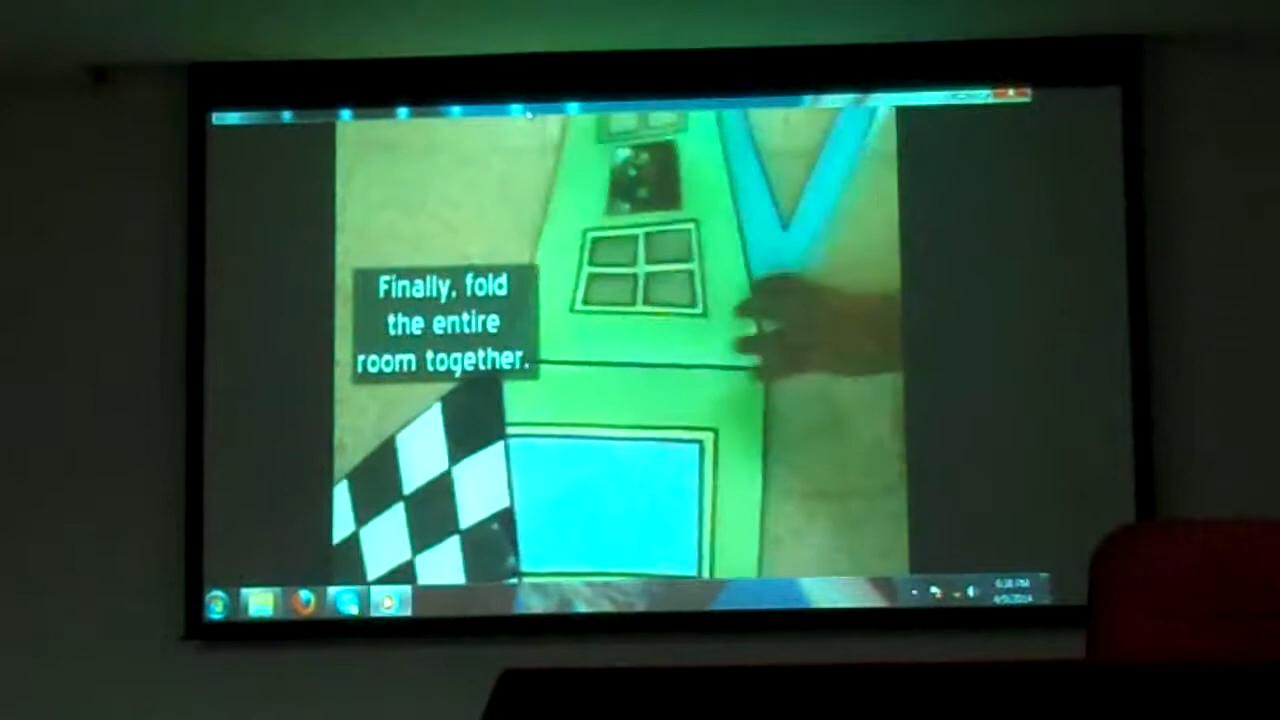 Finally, fold
the entire
room together.